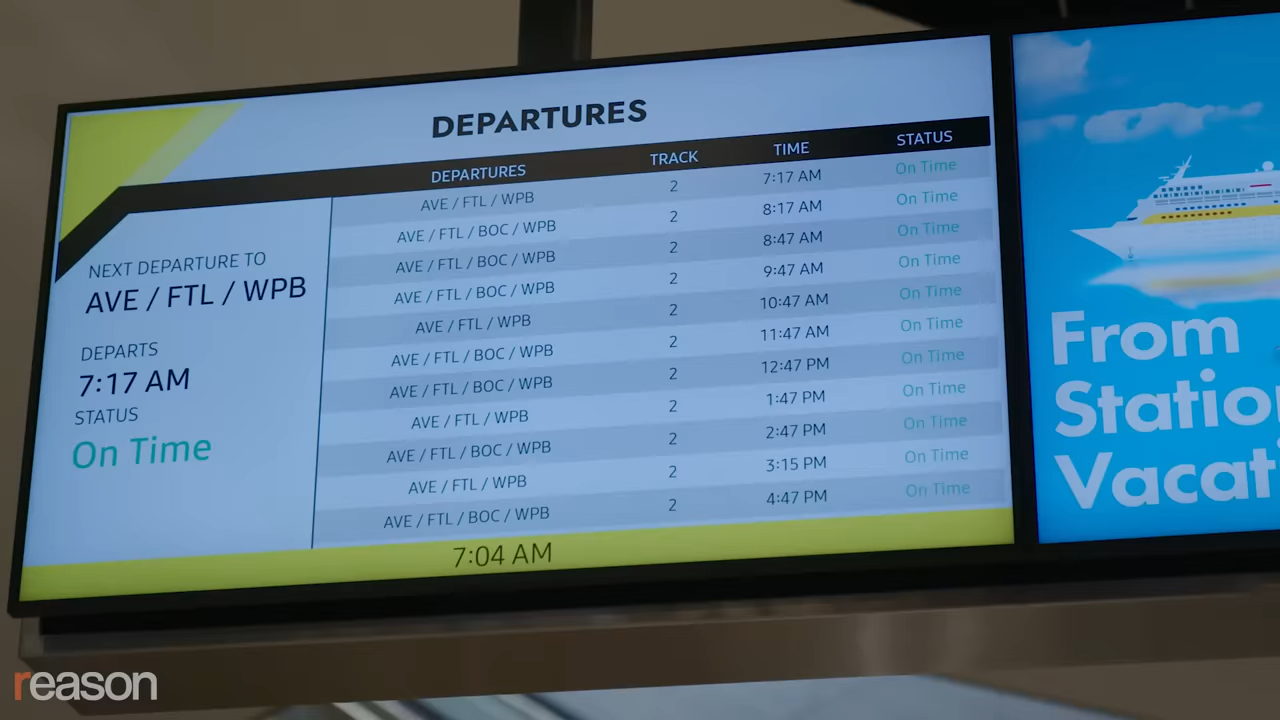 DEPARTURES
DEPARTURES TRACK TIME STATUS
AVE / FTL / WPB 2 7:17 AM On Time
AVE / FTL / BOC / WPB 2 8:17 AM On Time
AVE / FTL / BOC / WPB 2 8:47 AM On Time
AVE / FTL / BOC / WPB 2 9:47 AM On Time
AVE / FTL / WPB 2 10:47 AM On Time
AVE / FTL / BOC / WPB 2 11:47 AM On Time
AVE / FTL / BOC / WPB 2 12:47 PM On Time
AVE / FTL / WPB 2 1:47 PM On Time
AVE / FTL / BOC / WPB 2 2:47 PM On Time
AVE / FTL / WPB 2 3:15 PM On Time
AVE / FTL / BOC / WPB 2 4:47 PM On Time
NEXT DEPARTURE TO
AVE / FTL / WPB
DEPARTS
7:17 AM
STATUS
On Time
7:04 AM
From
Statio
Vacati
reason